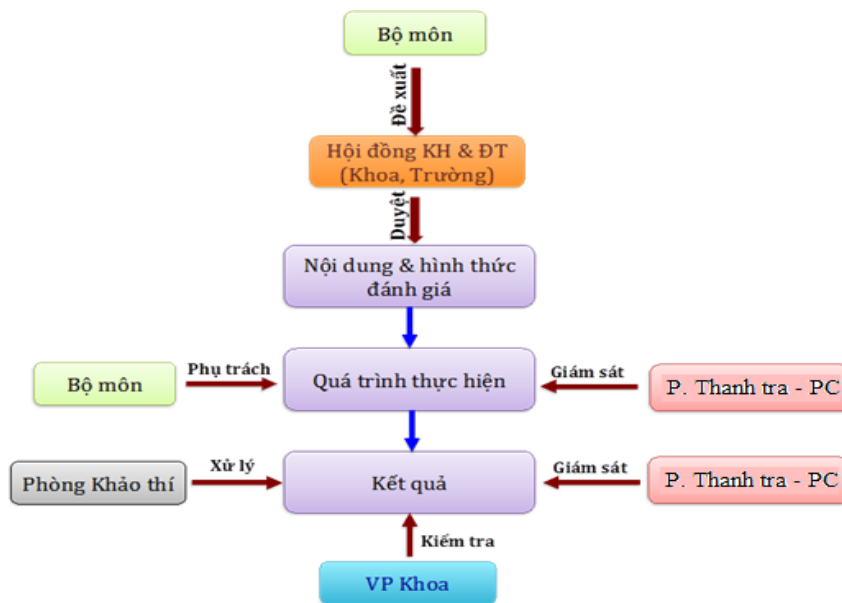 Bộ môn
Đề xuất
Hội đồng KH & ĐT
(Khoa, Trường)
Duyệt
Nội dung & hình thức
đánh giá
Bộ môn
Phụ trách
Quá trình thực hiện
Giám sát
P. Thanh tra - PC
Phòng Khảo thí
Xử lý
Kết quả
Giám sát
P. Thanh tra - PC
Kiểm tra
VP Khoa